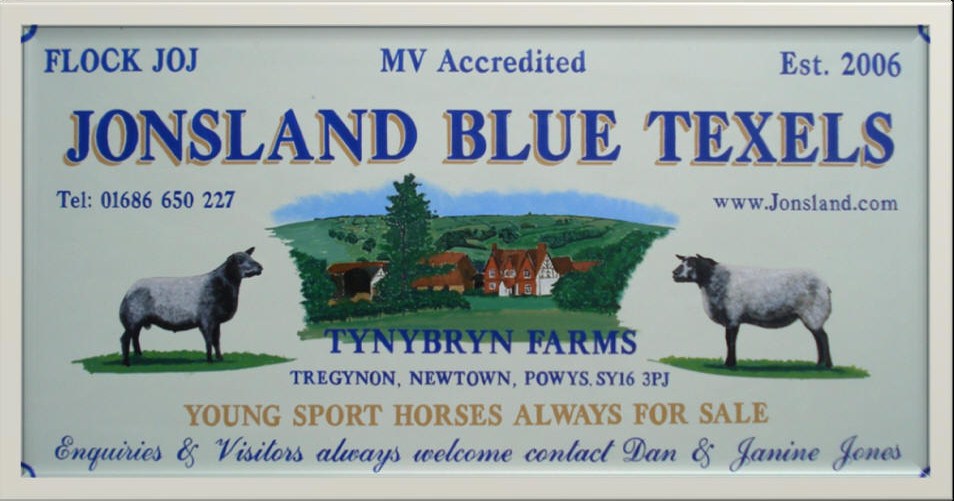 FLOCK JOJ MV Accredited Est. 2006
JONSLAND BLUE TEXELS
Tel: 01686 650 227 www.Jonsland.com
TYNYBRYN FARMS
TREGYNON, NEWTOWN, POWYS. SY16 3PJ
YOUNG SPORT HORSES ALWAYS FOR SALE
Enquiries & Visitors always welcome contact Dan & Janine Jones